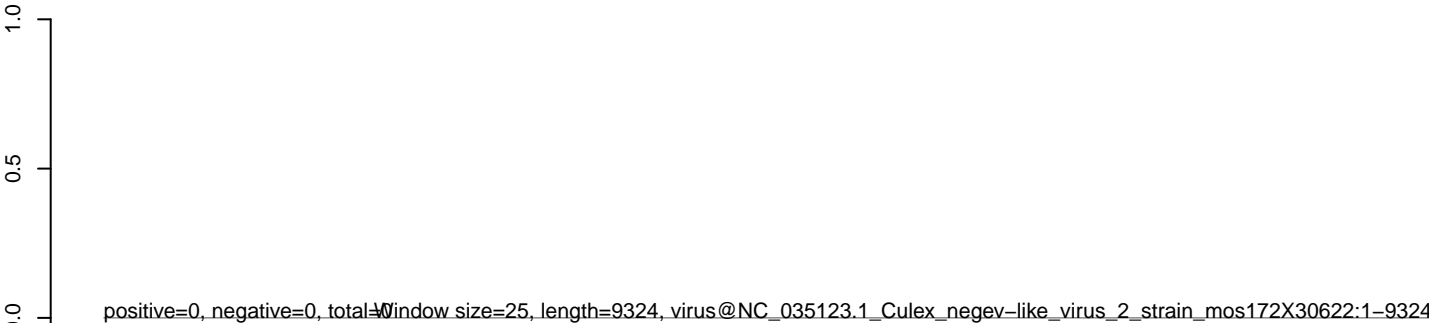 1.0
0.5
0.0
positive=0, negative=0, total=0
Window size=25, length=9324, virus@NC_035123.1_Culex_negev−like_virus_2_strain_mos172X30622:1−9324